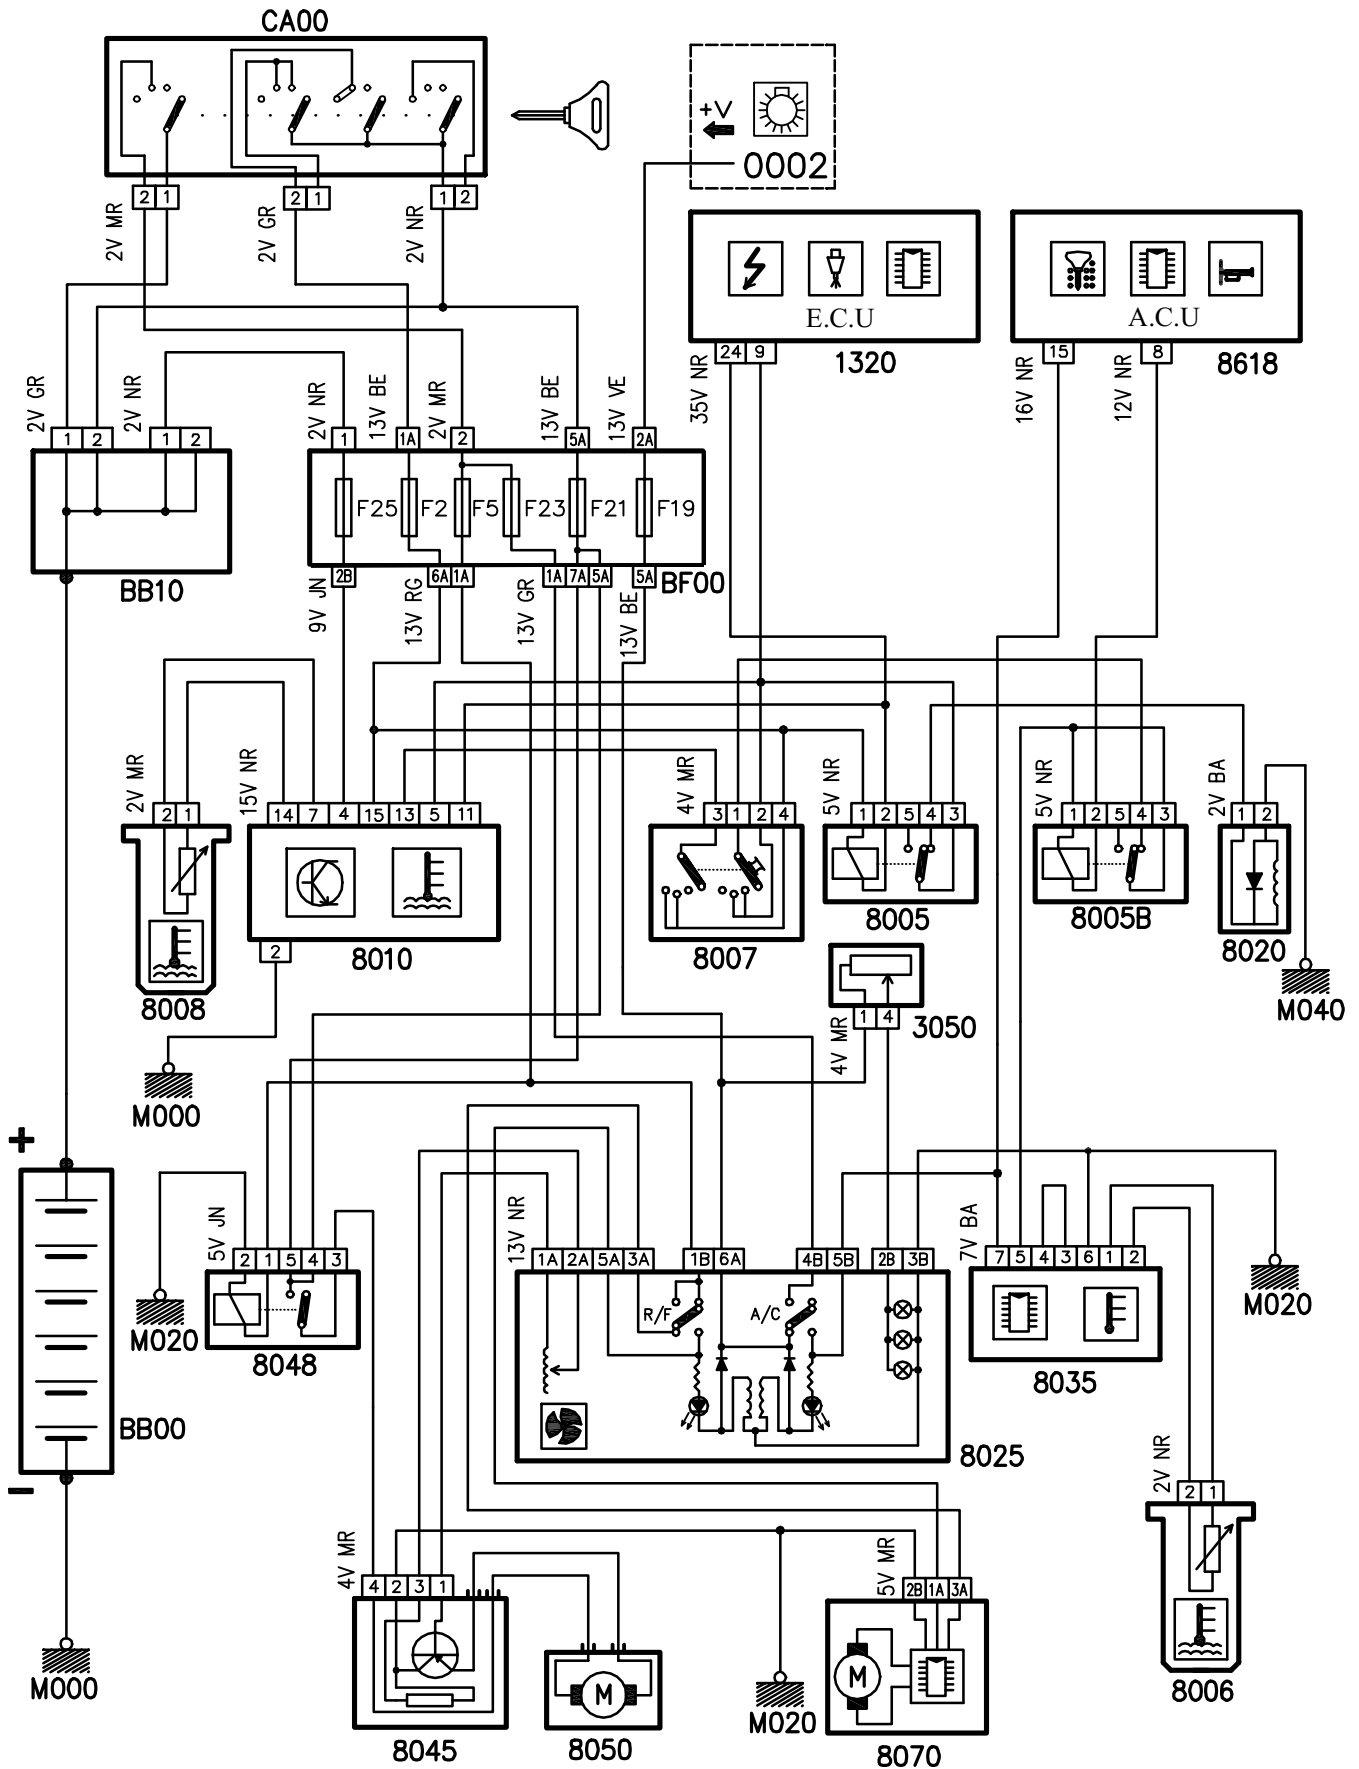 CA00
2 1
2 1
1 2
2V MR
2V GR
2V NR
+V
0002
E.C.U
24 9
1320
35V NR
A.C.U
15
8
8618
16V NR
12V NR
2V GR
2V NR
1 2
1 2
BB10
2V NR
13V BE
2V MR
13V BE
13V VE
1 1A 2 5A 2A
F25 F2 F5 F23 F21 F19
2B 6A 1A 1A 7A 5A 5A
BF00
9V JN
13V RG
13V GR
13V BE
2V MR
2 1
8008
15V NR
14 7 4 15 13 5 11
2
8010
M000
4V MR
3 1 2 4
8007
5V NR
1 2 5 4 3
8005
5V NR
1 2 5 4 3
8005B
2V BA
1 2
8020
M040
1 4
3050
4V MR
+
BB00
-
M000
M020
5V JN
2 1 5 4 3
8048
13V NR
1A 2A 5A 3A 1B 6A 4B 5B 2B 3B
R/F
A/C
8025
7V BA
7 5 4 3 6 1 2
8035
M020
2V NR
2 1
8006
4V MR
4 2 3 1
8045
M
8050
M020
5V MR
2B 1A 3A
M
8070